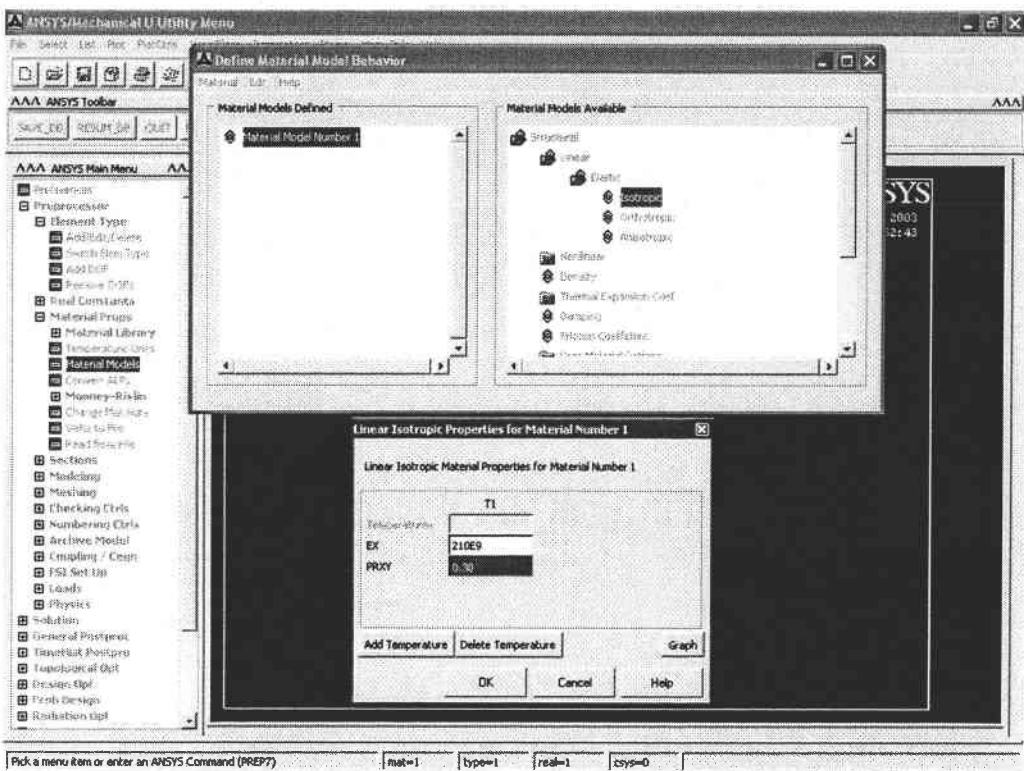 ANSYS/Mechanical U Utility Menu
File Select List Plot PlotCtrls
Define Material Model Behavior
Material Edit Help
ANSYS Toolbar
SAVE_DB RESUM_DB QUIT
Material Models Defined
Material Model Number 1
Material Models Available
Structural
Linear
Elastic
Isotropic
Orthotropic
Anisotropic
Nonlinear
Density
Thermal Expansion Coef
Damping
Friction Coefficient
SYS
2003
52:43
ANSYS Main Menu
Preferences
Preprocessor
Element Type
Add/Edit/Delete
Switch Elem Type
Add DOF
Remove DOFs
Real Constants
Material Props
Material Library
Temperature Units
Material Models
Convert ALPx
Mooney-Rivlin
Change Mat Num
Write to File
Read from File
Sections
Modeling
Meshing
Checking Ctrls
Numbering Ctrls
Archive Model
Coupling / Ceqn
FSI Set Up
Loads
Physics
Solution
General Postproc
TimeHist Postpro
Topological Opt
Design Opt
Prob Design
Radiation Opt
Linear Isotropic Properties for Material Number 1
Linear Isotropic Material Properties for Material Number 1
T1
Temperatures
EX 210E9
PRXY 0.30
Add Temperature Delete Temperature Graph
OK Cancel Help
Pick a menu item or enter an ANSYS Command (PREP7) mat=1 type=1 real=1 csys=0